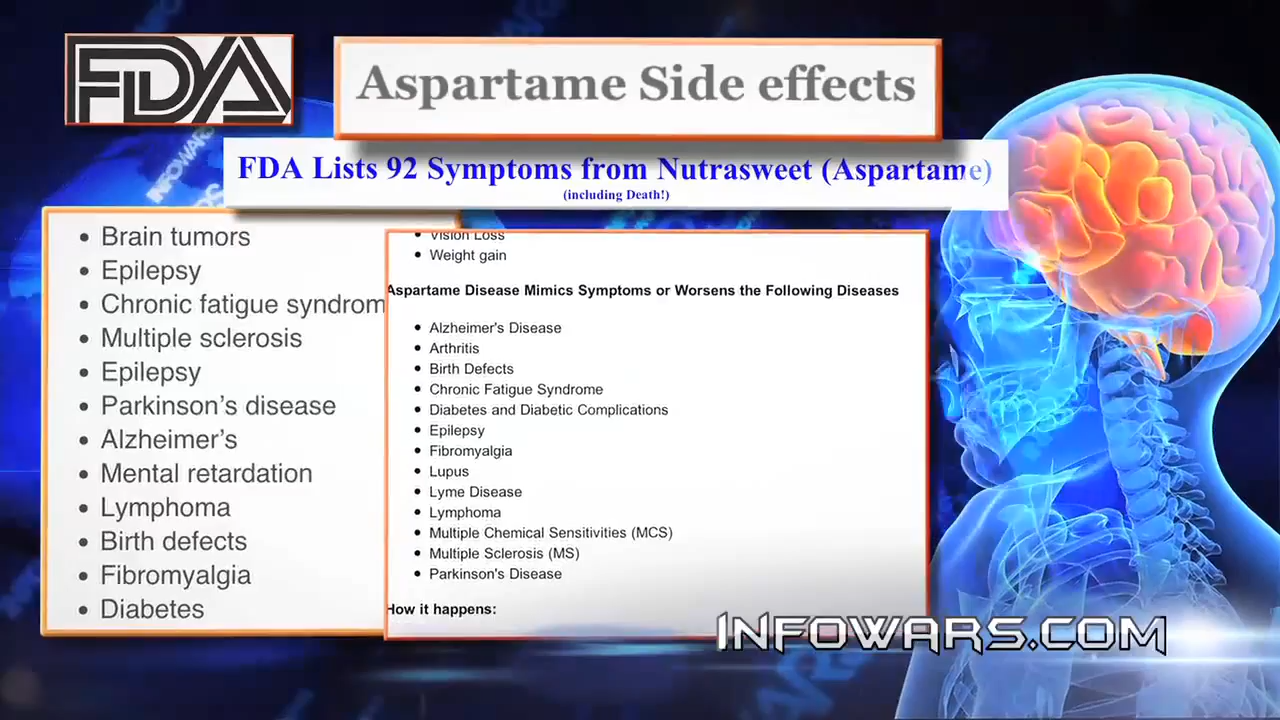 FDA
Aspartame Side effects
FDA Lists 92 Symptoms from Nutrasweet (Aspartame)
(including Death!)
Brain tumors
Epilepsy
Chronic fatigue syndrom
Multiple sclerosis
Epilepsy
Parkinson’s disease
Alzheimer’s
Mental retardation
Lymphoma
Birth defects
Fibromyalgia
Diabetes
Vision Loss
Weight gain
Aspartame Disease Mimics Symptoms or Worsens the Following Diseases
Alzheimer's Disease
Arthritis
Birth Defects
Chronic Fatigue Syndrome
Diabetes and Diabetic Complications
Epilepsy
Fibromyalgia
Lupus
Lyme Disease
Lymphoma
Multiple Chemical Sensitivities (MCS)
Multiple Sclerosis (MS)
Parkinson's Disease
How it happens:
INFOWARS.COM
INFOWARS